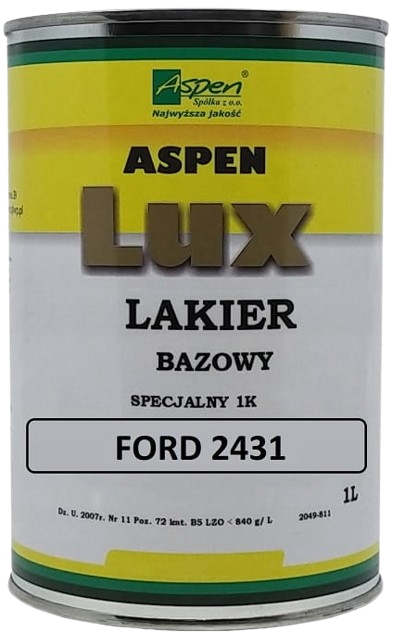 Aspen®
Spółka z o.o.
Najwyższa jakość
ASPEN
Lux
LAKIER
BAZOWY
SPECJALNY 1K
FORD 2431
1L
Dz. U. 2007r. Nr 11 Poz. 72 kat. B5 LZO < 840 g/ L
2049-811